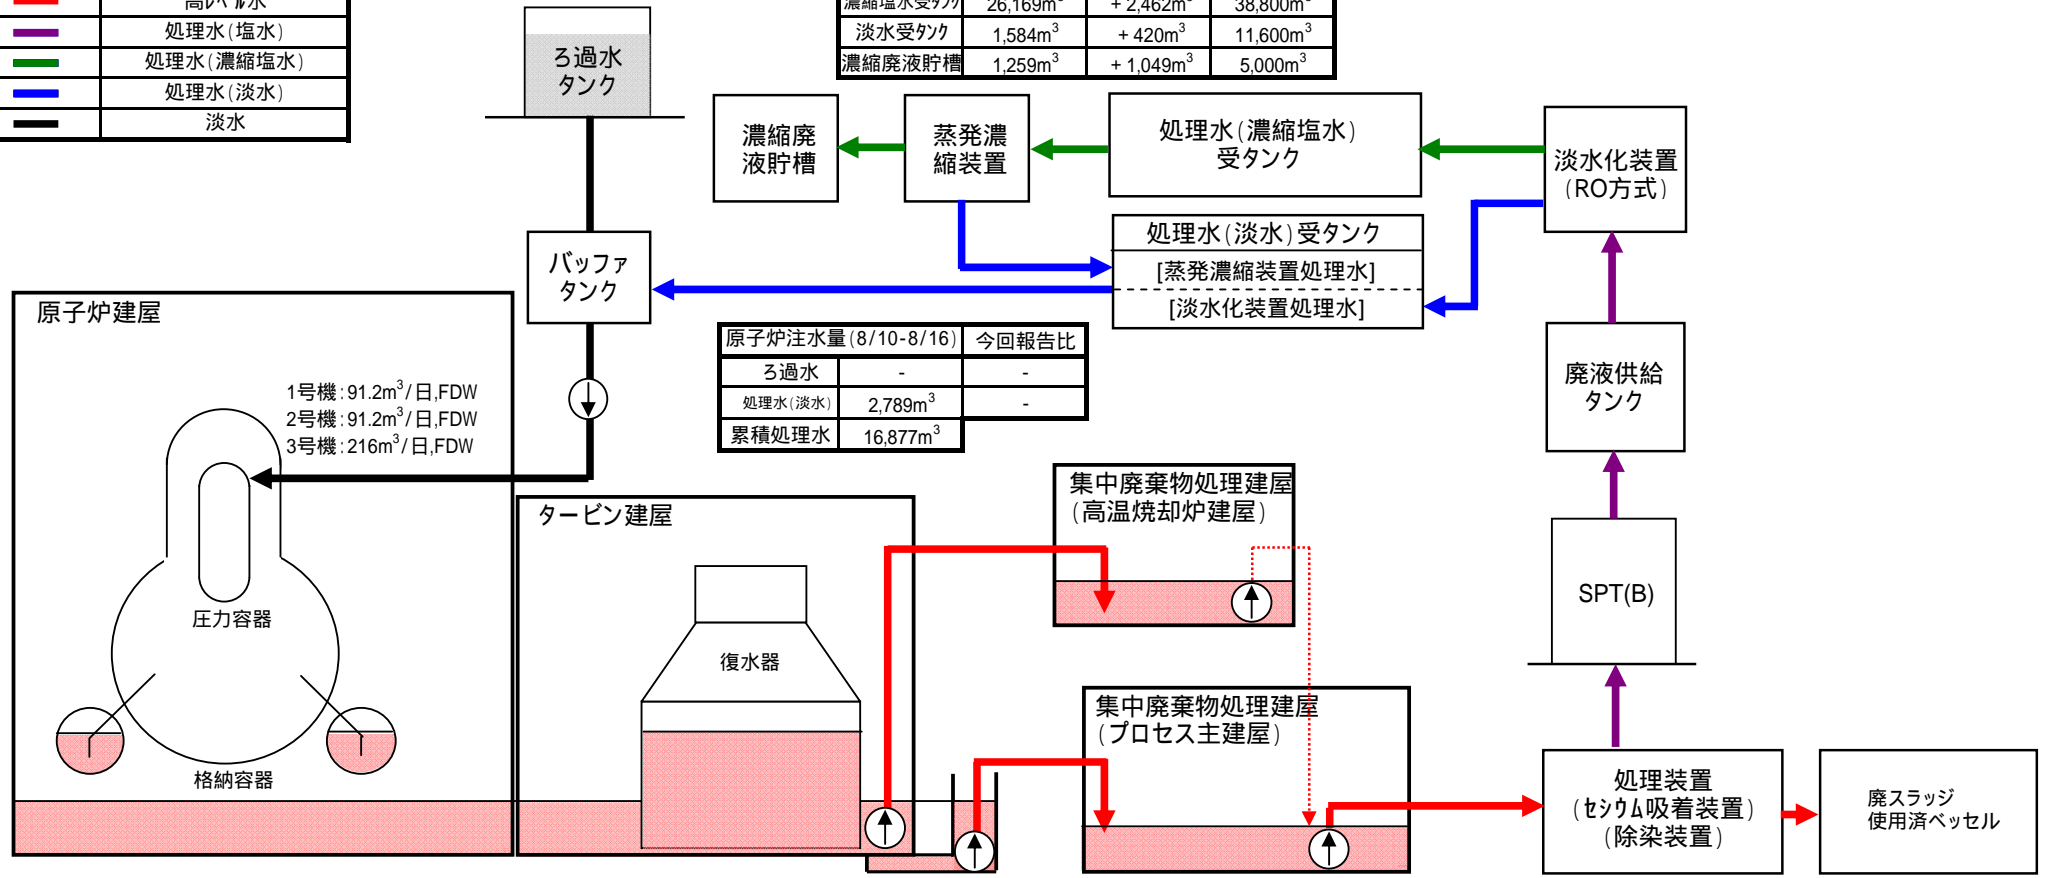 高ﾚﾍﾞﾙ水
処理水(塩水)
処理水(濃縮塩水)
処理水(淡水)
淡水
ろ過水
タンク
濃縮塩水受ﾀﾝｸ 26,169m³ + 2,462m³ 38,800m³
淡水受ﾀﾝｸ 1,584m³ + 420m³ 11,600m³
濃縮廃液貯槽 1,259m³ + 1,049m³ 5,000m³
濃縮廃
液貯槽
蒸発濃
縮装置
処理水(濃縮塩水)
受タンク
淡水化装置
(RO方式)
処理水(淡水)受タンク
[蒸発濃縮装置処理水]
[淡水化装置処理水]
バッファ
タンク
原子炉注水量(8/10-8/16) 今回報告比
ろ過水 - -
処理水(淡水) 2,789m³ -
累積処理水 16,877m³
廃液供給
タンク
原子炉建屋
1号機:91.2m³/日,FDW
2号機:91.2m³/日,FDW
3号機:216m³/日,FDW
圧力容器
格納容器
タービン建屋
復水器
集中廃棄物処理建屋
(高温焼却炉建屋)
SPT(B)
集中廃棄物処理建屋
(プロセス主建屋)
処理装置
(ｾｼｳﾑ吸着装置)
(除染装置)
廃スラッジ
使用済ベッセル